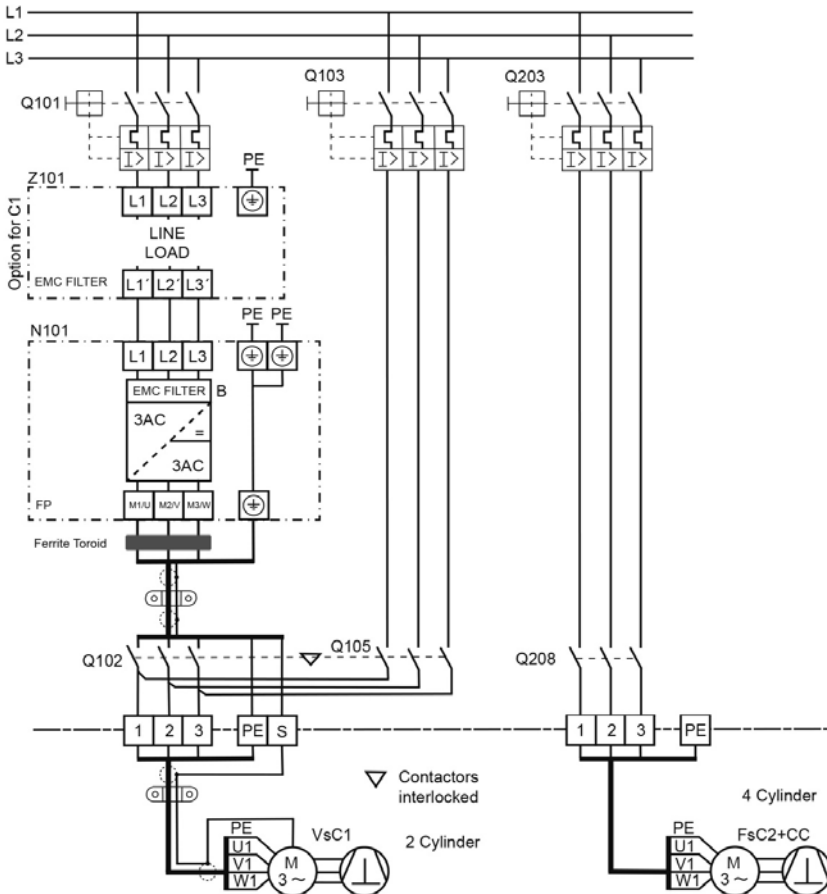 L1
L2
L3
Q101
Q103
Q203
I> I> I>
I> I> I>
I> I> I>
Z101
PE
L1 L2 L3
Option for C1
LINE
LOAD
EMC FILTER
L1´ L2´ L3´
N101
PE PE
L1 L2 L3
EMC FILTER B
3AC
=
3AC
FP
M1/U M2/V M3/W
Ferrite Toroid
Q102
Q105
Q208
1 2 3 PE S
1 2 3 PE
Contactors
interlocked
4 Cylinder
2 Cylinder
PE
U1
V1
W1
M
3 ~
VsC1
PE
U1
V1
W1
M
3 ~
FsC2+CC